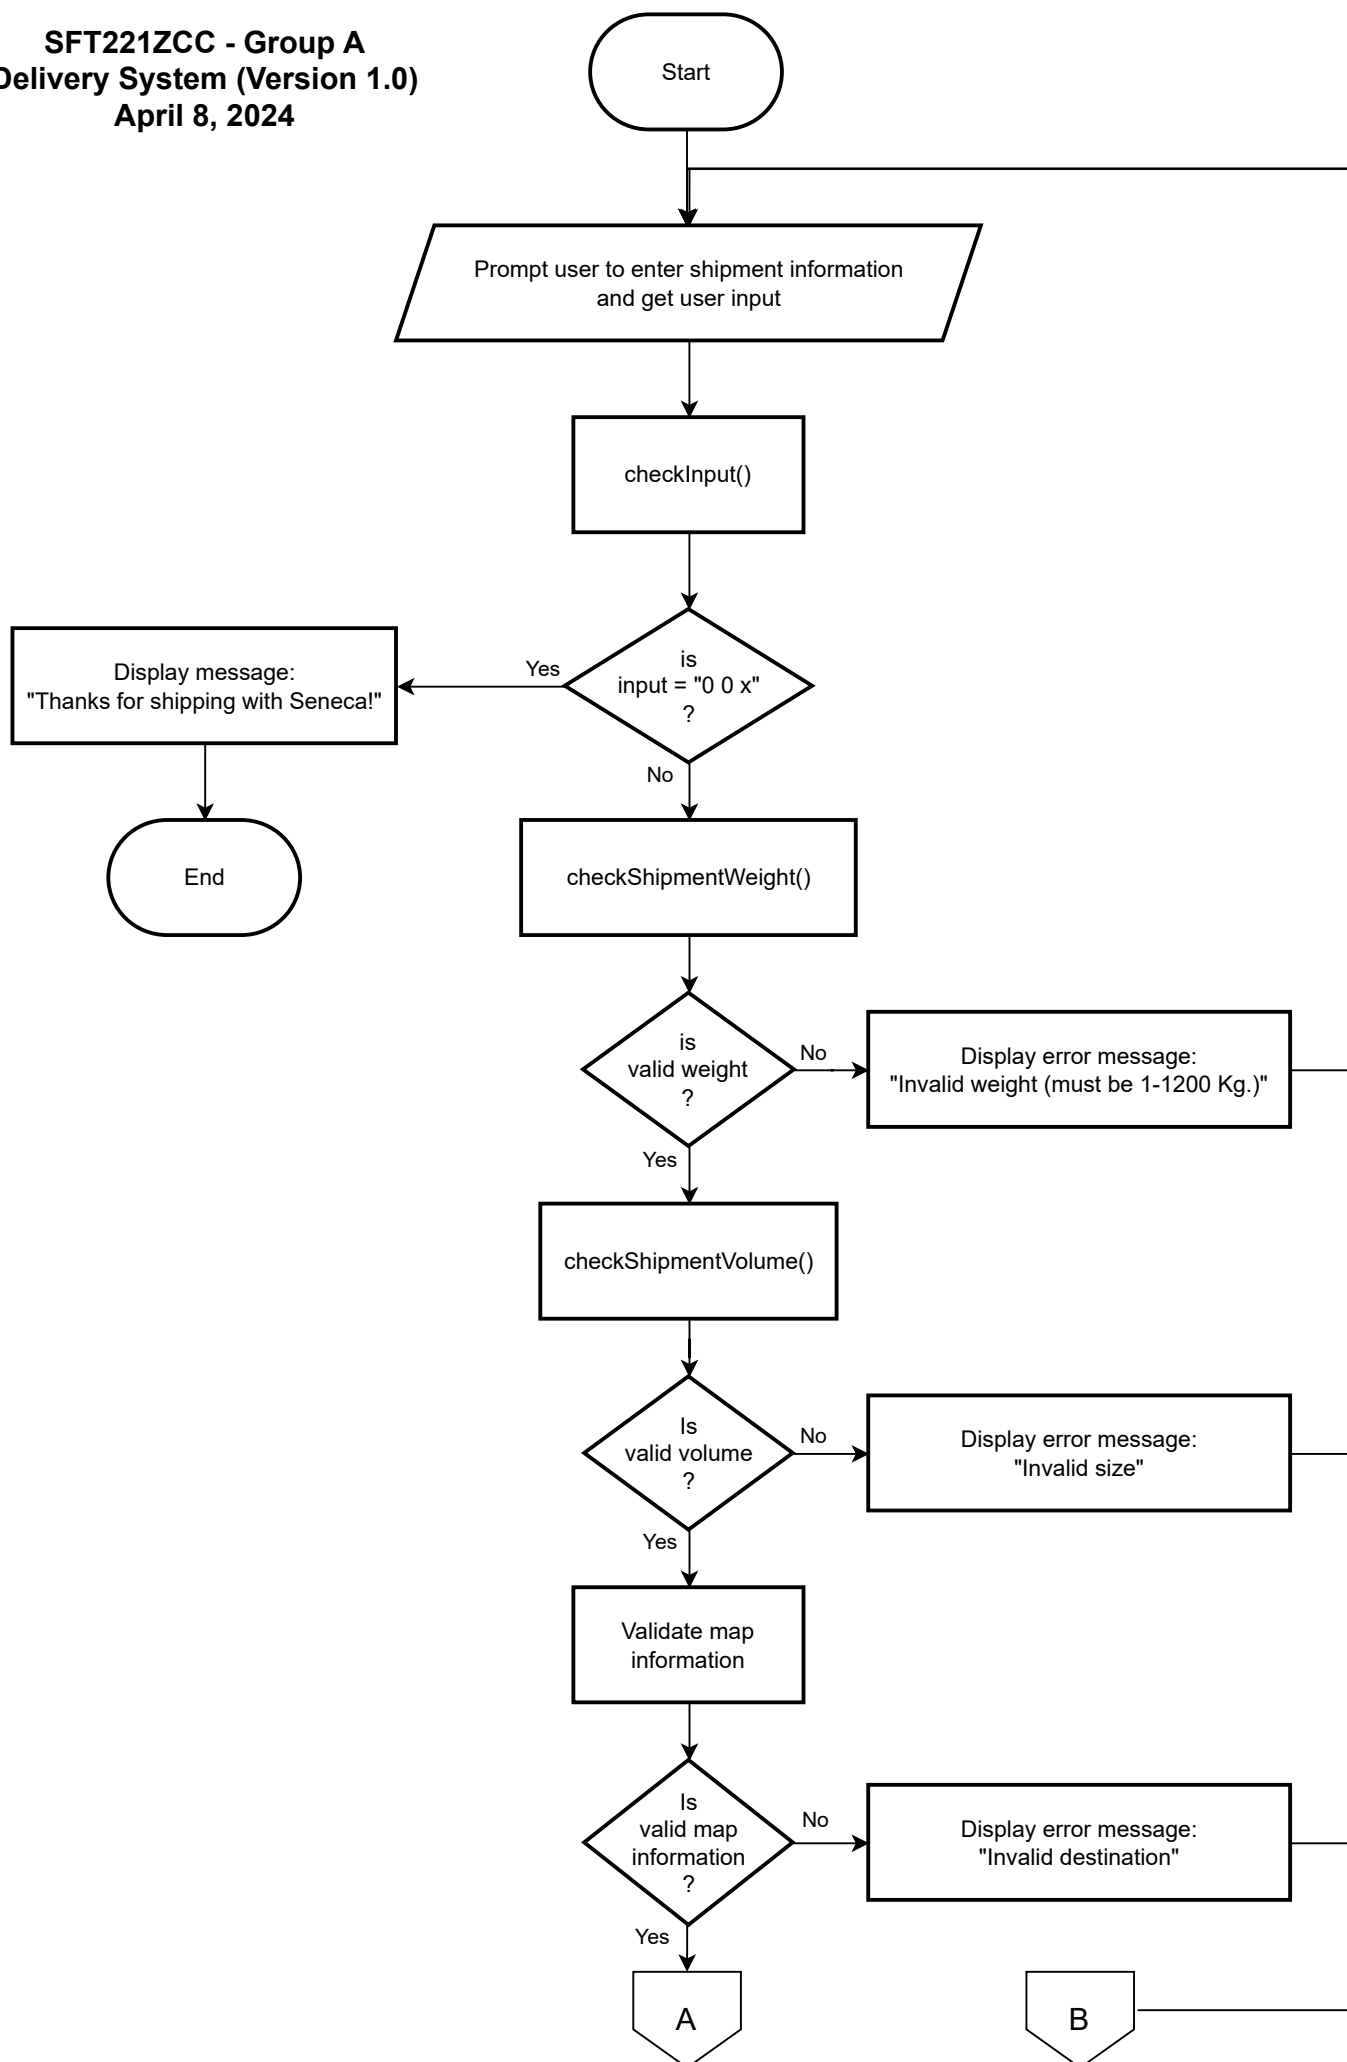 SFT221ZCC - Group A
Delivery System (Version 1.0)
April 8, 2024
Start
Prompt user to enter shipment information
and get user input
checkInput()
is
input = "0 0 x"
?
Yes
Display message:
"Thanks for shipping with Seneca!"
End
No
checkShipmentWeight()
is
valid weight
?
No
Display error message:
"Invalid weight (must be 1-1200 Kg.)"
Yes
checkShipmentVolume()
Is
valid volume
?
No
Display error message:
"Invalid size"
Yes
Validate map
information
Is
valid map
information
?
No
Display error message:
"Invalid destination"
Yes
A
B